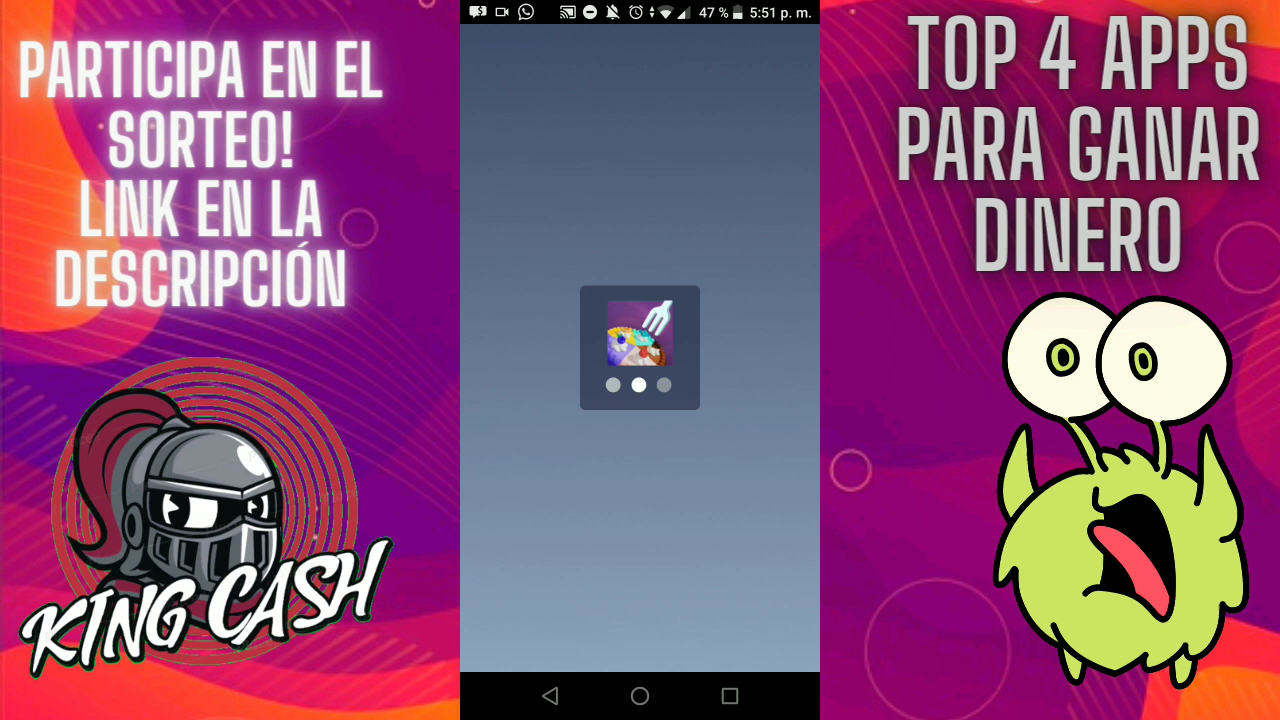 PARTICIPA EN EL
SORTEO!
LINK EN LA
DESCRIPCIÓN
KING CASH
47 % 5:51 p. m.
TOP 4 APPS
PARA GANAR
DINERO